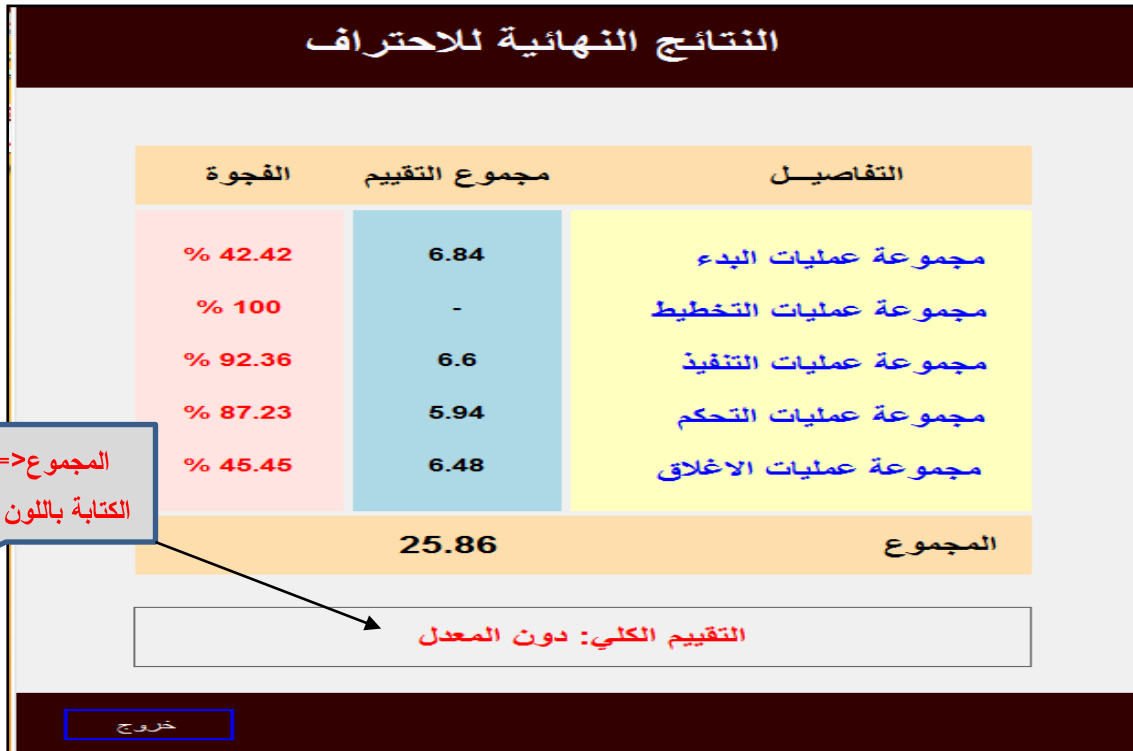 النتائج النهائية للاحتراف
التفاصيــل مجموع التقييم الفجوة
مجموعة عمليات البدء 6.84 42.42 %
مجموعة عمليات التخطيط - 100 %
مجموعة عمليات التنفيذ 6.6 92.36 %
مجموعة عمليات التحكم 5.94 87.23 %
مجموعة عمليات الاغلاق 6.48 45.45 %
المجموع 25.86
المجموع<=
الكتابة باللون
التقييم الكلي: دون المعدل
خروج